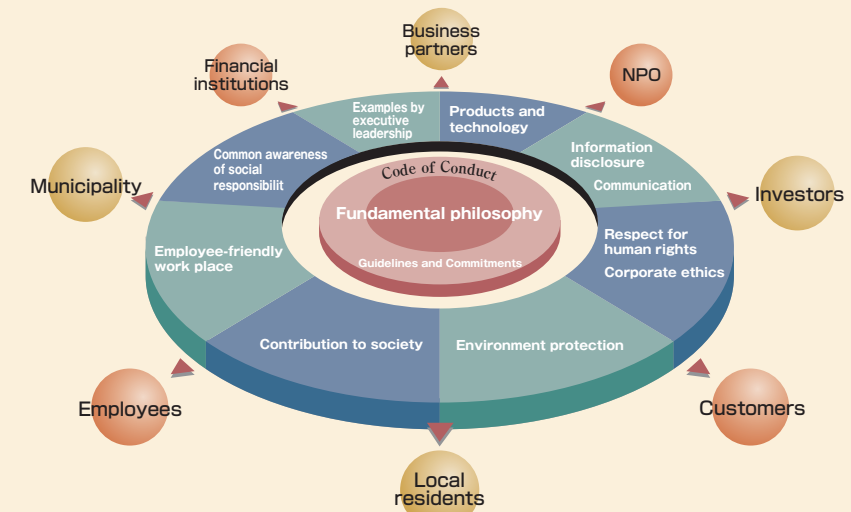 Business
partners
Financial
institutions
NPO
Examples by
executive
leadership
Products and
technology
Common awareness
of social
responsibilit
Information
disclosure
Communication
Code of Conduct
Municipality
Investors
Fundamental philosophy
Respect for
human rights
Corporate ethics
Employee-friendly
work place
Guidelines and Commitments
Contribution to society
Environment protection
Employees
Customers
Local
residents